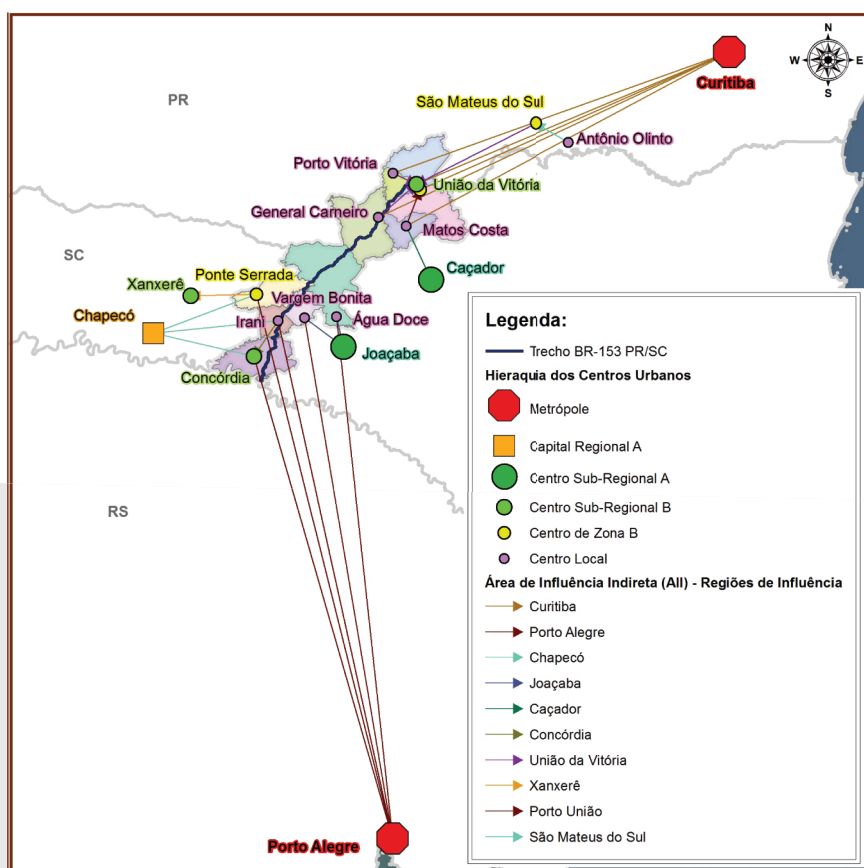 N
W
E
S
Curitiba
PR
São Mateus do Sul
Antônio Olinto
Porto Vitória
União da Vitória
General Carneiro
Matos Costa
SC
Caçador
Xanxerê
Ponte Serrada
Vargem Bonita
Chapecó
Irani
Água Doce
Joaçaba
Concórdia
RS
Porto Alegre
Legenda:
Trecho BR-153 PR/SC
Hieraquia dos Centros Urbanos
Metrópole
Capital Regional A
Centro Sub-Regional A
Centro Sub-Regional B
Centro de Zona B
Centro Local
Área de Influência Indireta (AII) - Regiões de Influência
Curitiba
Porto Alegre
Chapecó
Joaçaba
Caçador
Concórdia
União da Vitória
Xanxerê
Porto União
São Mateus do Sul